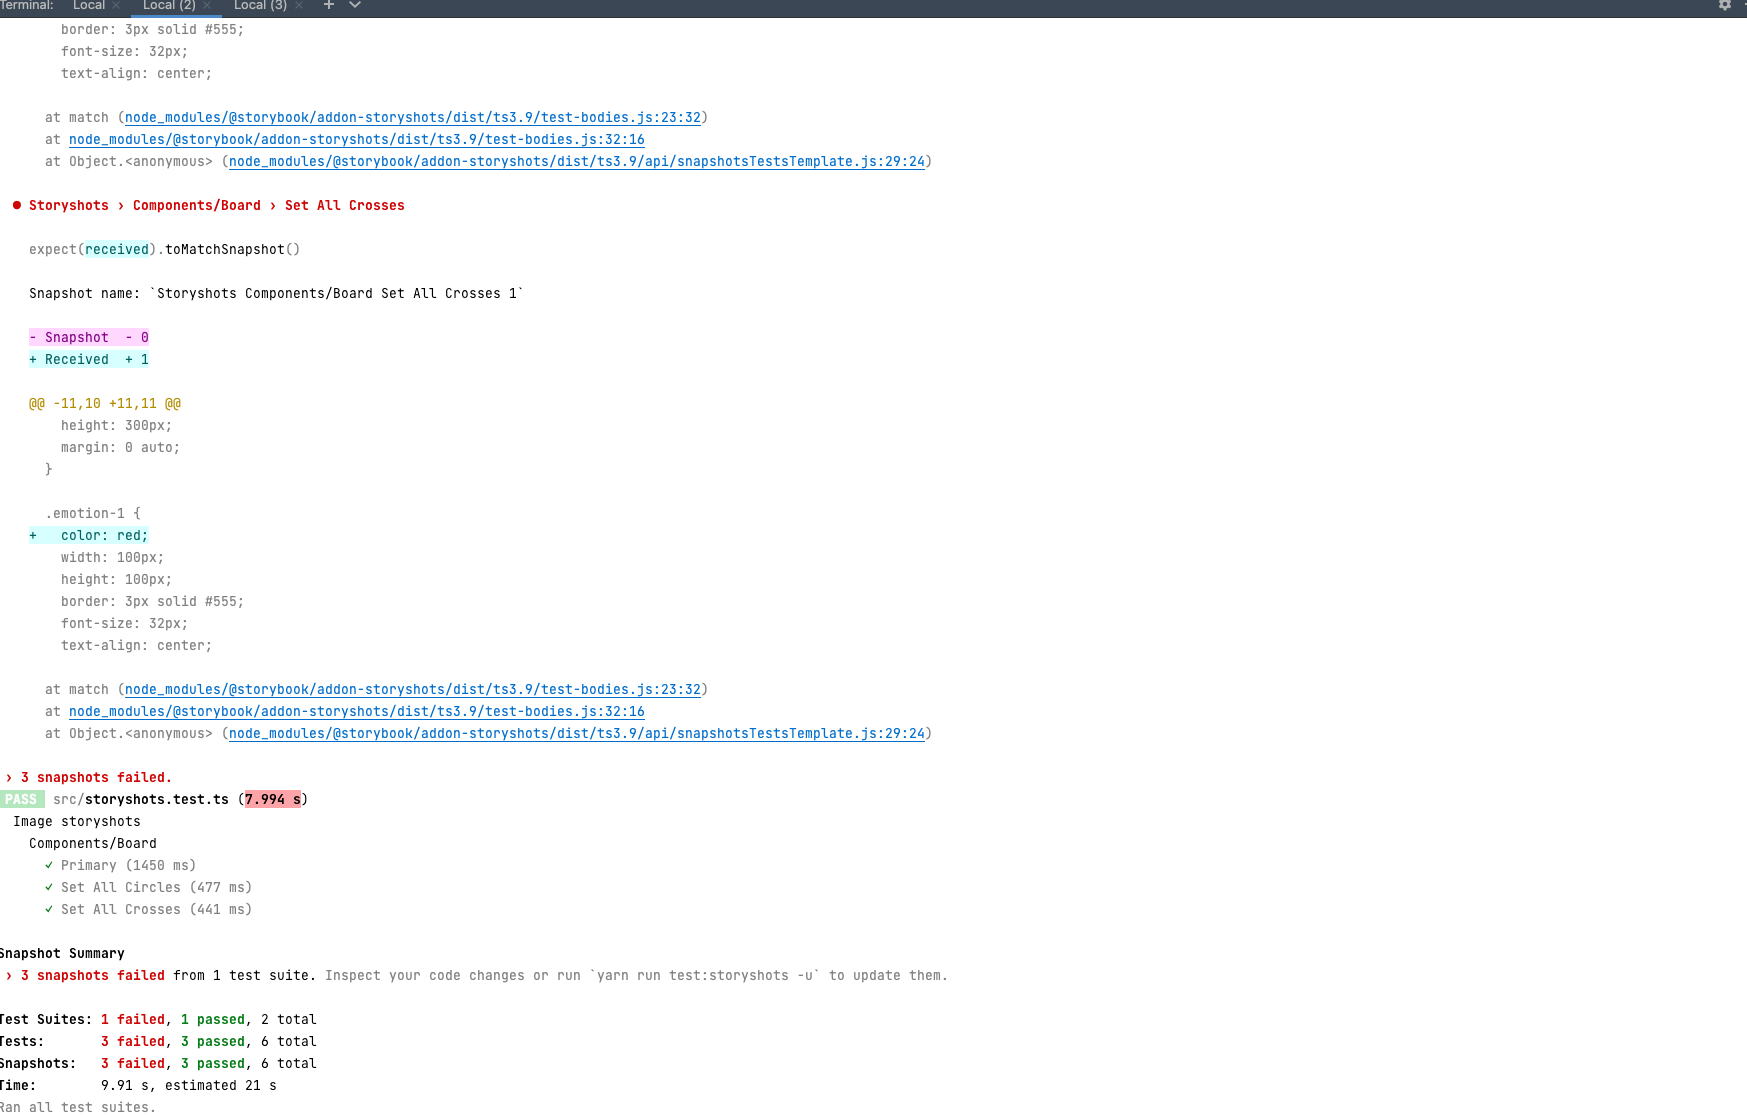 Terminal: Local × Local (2) × Local (3) × +
border: 3px solid #555;
font-size: 32px;
text-align: center;
at match (node_modules/@storybook/addon-storyshots/dist/ts3.9/test-bodies.js:23:32)
at node_modules/@storybook/addon-storyshots/dist/ts3.9/test-bodies.js:32:16
at Object.<anonymous> (node_modules/@storybook/addon-storyshots/dist/ts3.9/api/snapshotsTestsTemplate.js:29:24)
● Storyshots › Components/Board › Set All Crosses
expect(received).toMatchSnapshot()
Snapshot name: `Storyshots Components/Board Set All Crosses 1`
- Snapshot  - 0
+ Received  + 1
@@ -11,10 +11,11 @@
height: 300px;
margin: 0 auto;
}
.emotion-1 {
+   color: red;
width: 100px;
height: 100px;
border: 3px solid #555;
font-size: 32px;
text-align: center;
at match (node_modules/@storybook/addon-storyshots/dist/ts3.9/test-bodies.js:23:32)
at node_modules/@storybook/addon-storyshots/dist/ts3.9/test-bodies.js:32:16
at Object.<anonymous> (node_modules/@storybook/addon-storyshots/dist/ts3.9/api/snapshotsTestsTemplate.js:29:24)
› 3 snapshots failed.
PASS src/storyshots.test.ts (7.994 s)
Image storyshots
Components/Board
✓ Primary (1450 ms)
✓ Set All Circles (477 ms)
✓ Set All Crosses (441 ms)
Snapshot Summary
› 3 snapshots failed from 1 test suite. Inspect your code changes or run `yarn run test:storyshots -u` to update them.
Test Suites: 1 failed, 1 passed, 2 total
Tests:       3 failed, 3 passed, 6 total
Snapshots:   3 failed, 3 passed, 6 total
Time:        9.91 s, estimated 21 s
Ran all test suites.